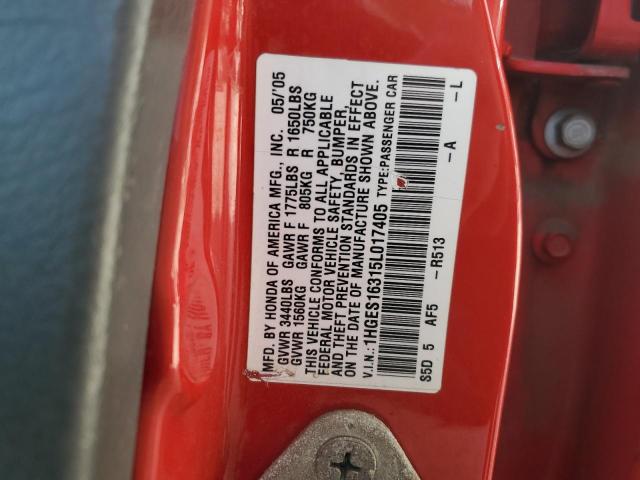 MFD. BY HONDA OF AMERICA MFG., INC. 05/'05
GVWR 3440LBS GAWR F 1775LBS R 1650LBS
GVWR 1560KG GAWR F 805KG R 750KG
THIS VEHICLE CONFORMS TO ALL APPLICABLE
FEDERAL MOTOR VEHICLE SAFETY, BUMPER,
AND THEFT PREVENTION STANDARDS IN EFFECT
ON THE DATE OF MANUFACTURE SHOWN ABOVE.
V.I.N.: 1HGES16315L017405 TYPE:PASSENGER CAR
S5D 5 AF5 -R513 -A -L